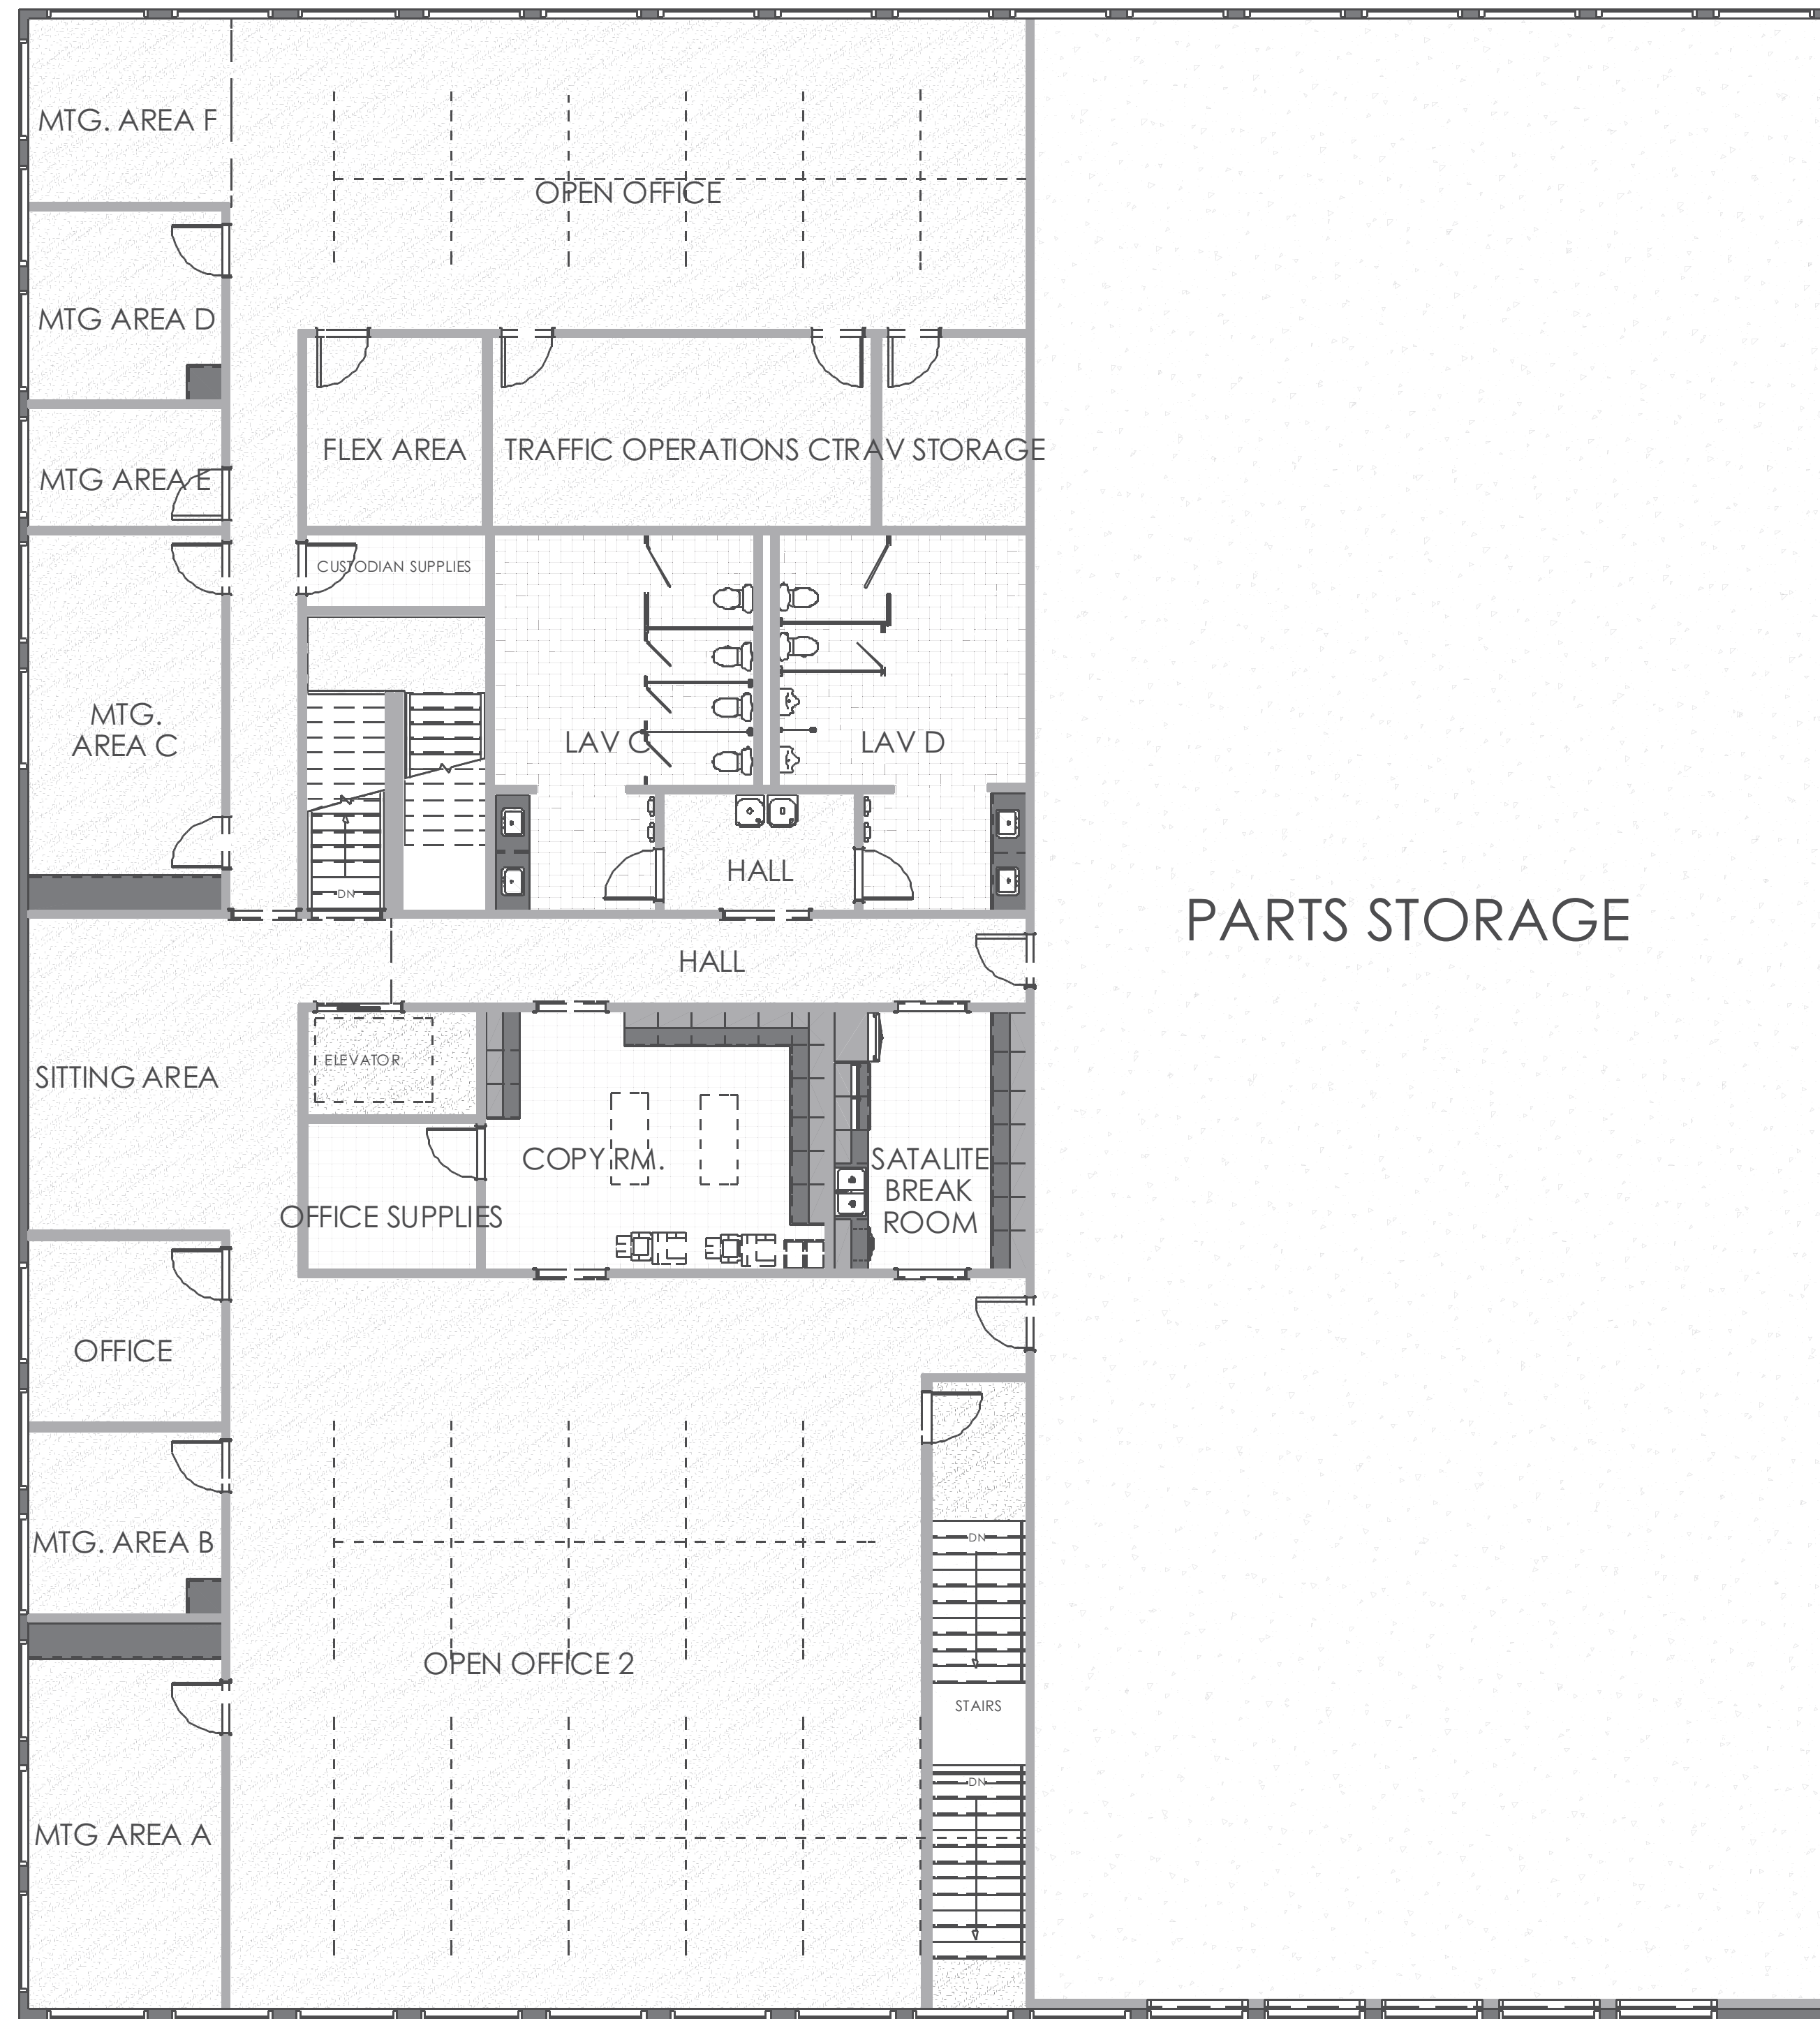 MTG. AREA F
OPEN OFFICE
MTG AREA D
FLEX AREA
TRAFFIC OPERATIONS CTR
AV STORAGE
MTG AREA E
CUSTODIAN SUPPLIES
MTG.
AREA C
LAV C
LAV D
HALL
DN
PARTS STORAGE
HALL
SITTING AREA
ELEVATOR
COPY RM.
SATALITE
BREAK
ROOM
OFFICE SUPPLIES
OFFICE
MTG. AREA B
DN
OPEN OFFICE 2
STAIRS
DN
MTG AREA A